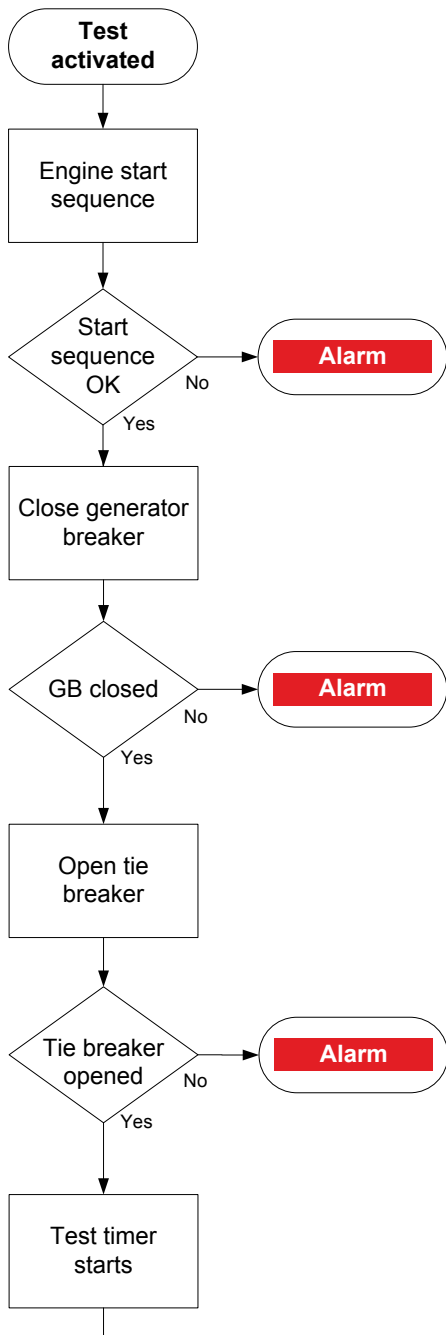 Test
activated
Engine start
sequence
Start
sequence
OK
No
Alarm
Yes
Close generator
breaker
GB closed
No
Alarm
Yes
Open tie
breaker
Tie breaker
opened
No
Alarm
Yes
Test timer
starts